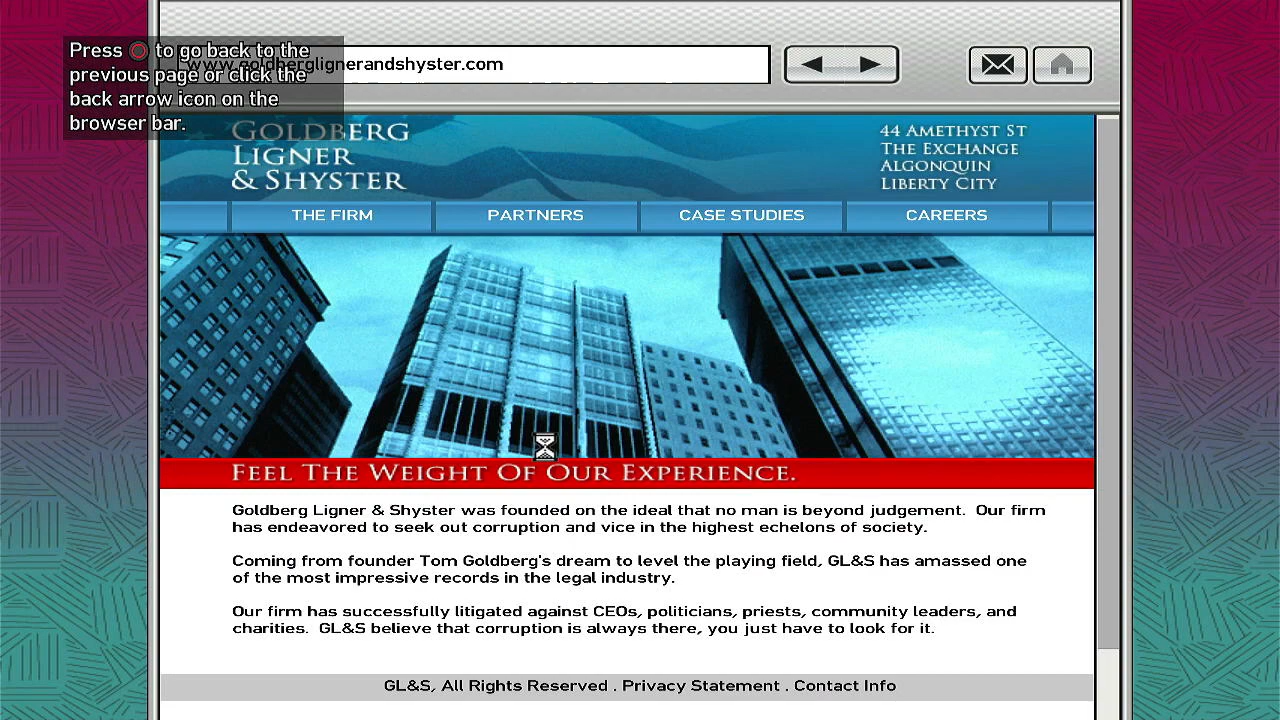 Press to go back to the
previous page or click the
back arrow icon on the
browser bar.
www.goldberglignerandshyster.com
GOLDBERG
LIGNER
& SHYSTER
44 AMETHYST ST
THE EXCHANGE
ALGONQUIN
LIBERTY CITY
THE FIRM
PARTNERS
CASE STUDIES
CAREERS
FEEL THE WEIGHT OF OUR EXPERIENCE.
Goldberg Ligner & Shyster was founded on the ideal that no man is beyond judgement. Our firm
has endeavored to seek out corruption and vice in the highest echelons of society.
Coming from founder Tom Goldberg's dream to level the playing field, GL&S has amassed one
of the most impressive records in the legal industry.
Our firm has successfully litigated against CEOs, politicians, priests, community leaders, and
charities. GL&S believe that corruption is always there, you just have to look for it.
GL&S, All Rights Reserved . Privacy Statement . Contact Info